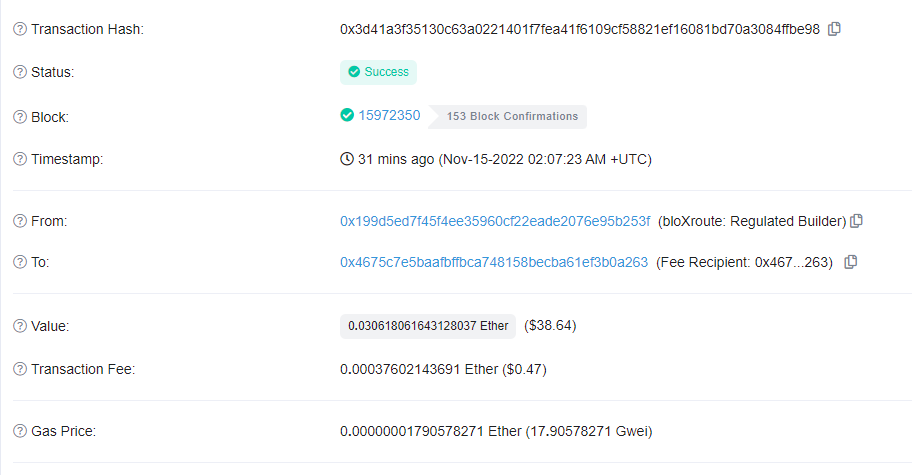 Transaction Hash: 0x3d41a3f35130c63a0221401f7fea41f6109cf58821ef16081bd70a3084ffbe98
Status: Success
Block: 15972350 153 Block Confirmations
Timestamp: 31 mins ago (Nov-15-2022 02:07:23 AM +UTC)
From: 0x199d5ed7f45f4ee35960cf22eade2076e95b253f (bloXroute: Regulated Builder)
To: 0x4675c7e5baafbffbca748158becba61ef3b0a263 (Fee Recipient: 0x467...263)
Value: 0.030618061643128037 Ether ($38.64)
Transaction Fee: 0.00037602143691 Ether ($0.47)
Gas Price: 0.00000001790578271 Ether (17.90578271 Gwei)